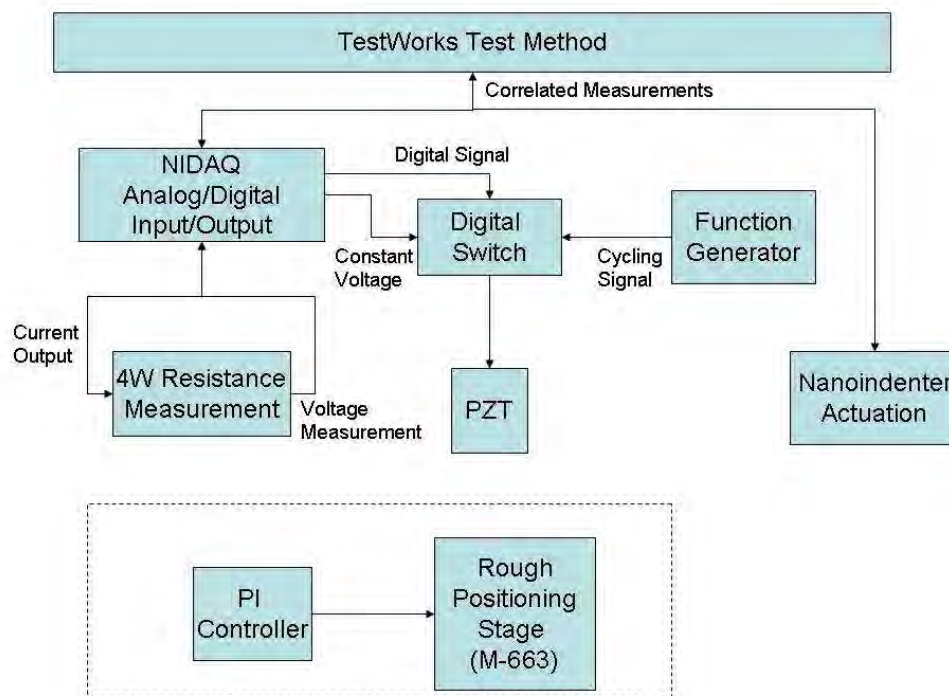 TestWorks Test Method
Correlated Measurements
NIDAQ
Analog/Digital
Input/Output
Digital Signal
Constant
Voltage
Digital
Switch
Cycling
Signal
Function
Generator
Current
Output
4W Resistance
Measurement
Voltage
Measurement
PZT
Nanoindenter
Actuation
PI
Controller
Rough
Positioning
Stage
(M-663)